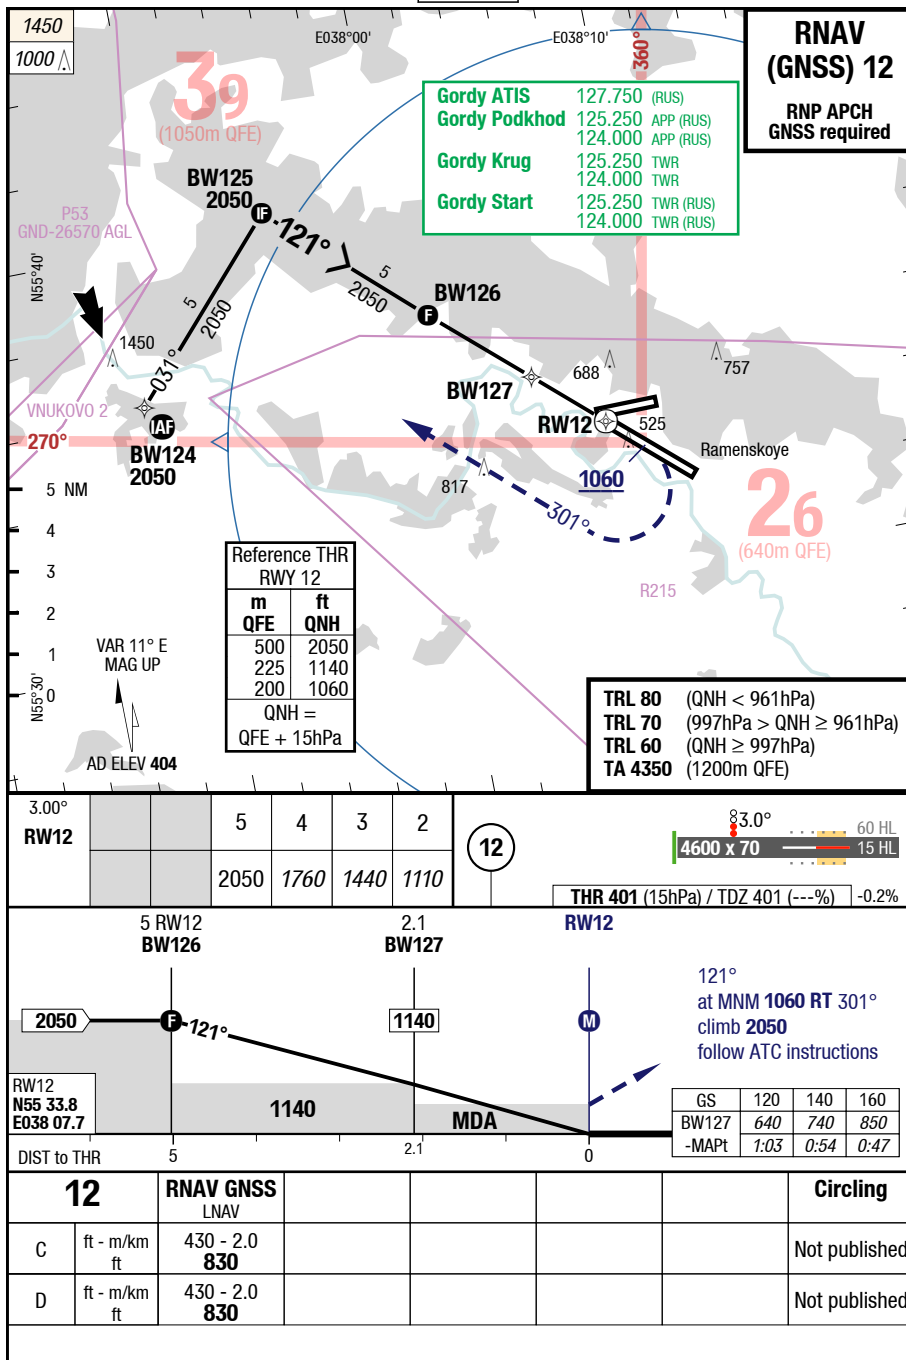 1450
1000
RNAV
(GNSS) 12
RNP APCH
GNSS required
E038°00'
E038°10'
360°
39
(1050m QFE)
Gordy ATIS 127.750 (RUS)
Gordy Podkhod 125.250 APP (RUS)
124.000 APP (RUS)
Gordy Krug 125.250 TWR
124.000 TWR
Gordy Start 125.250 TWR (RUS)
124.000 TWR (RUS)
BW125
2050
IF
121°
P53
GND-26570 AGL
N55°40'
5
2050
5
2050
BW126
F
1450
031°
BW127
688
757
VNUKOVO 2
IAF
RW12
525
270°
BW124
2050
Ramenskoye
817
1060
301°
26
(640m QFE)
R215
5 NM
4
3
2
1
0
N55°30'
VAR 11° E
MAG UP
AD ELEV 404
Reference THR
RWY 12
m ft
QFE QNH
500 2050
225 1140
200 1060
QNH =
QFE + 15hPa
TRL 80 (QNH < 961hPa)
TRL 70 (997hPa > QNH ≥ 961hPa)
TRL 60 (QNH ≥ 997hPa)
TA 4350 (1200m QFE)
3.00°
RW12
5 4 3 2
2050 1760 1440 1110
12
3.0°
60 HL
4600 x 70
15 HL
THR 401 (15hPa) / TDZ 401 (---%) -0.2%
5 RW12
BW126
2.1
BW127
RW12
2050
F
121°
1140
M
121°
at MNM 1060 RT 301°
climb 2050
follow ATC instructions
RW12
N55 33.8
E038 07.7
1140
MDA
GS 120 140 160
BW127 640 740 850
-MAPt 1:03 0:54 0:47
DIST to THR 5 2.1 0
12 RNAV GNSS Circling
LNAV
C ft - m/km 430 - 2.0 Not published
ft 830
D ft - m/km 430 - 2.0 Not published
ft 830